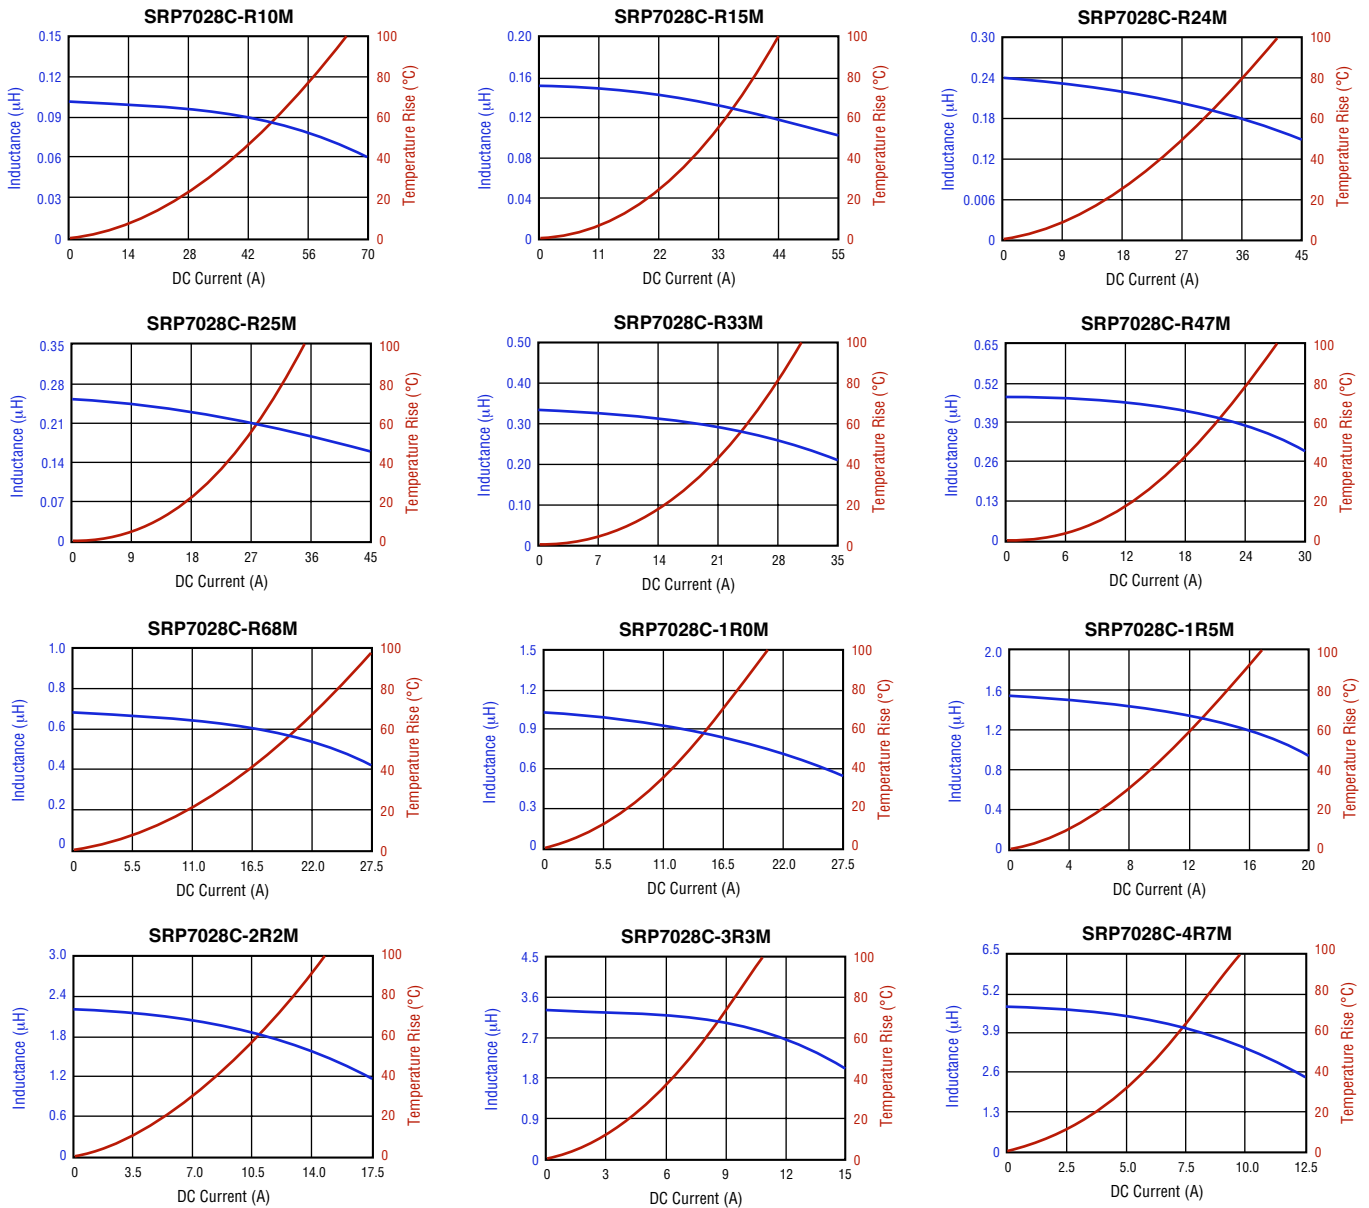 SRP7028C-R10M
0.15
0.12
0.09
0.06
0.03
0
Inductance (μH)
100
80
60
40
20
0
Temperature Rise (°C)
0 14 28 42 56 70
DC Current (A)
SRP7028C-R15M
0.20
0.16
0.12
0.08
0.04
0
Inductance (μH)
100
80
60
40
20
0
Temperature Rise (°C)
0 11 22 33 44 55
DC Current (A)
SRP7028C-R24M
0.30
0.24
0.18
0.12
0.006
0
Inductance (μH)
100
80
60
40
20
0
Temperature Rise (°C)
0 9 18 27 36 45
DC Current (A)
SRP7028C-R25M
0.35
0.28
0.21
0.14
0.07
0
Inductance (μH)
100
80
60
40
20
0
Temperature Rise (°C)
0 9 18 27 36 45
DC Current (A)
SRP7028C-R33M
0.50
0.40
0.30
0.20
0.10
0
Inductance (μH)
100
80
60
40
20
0
Temperature Rise (°C)
0 7 14 21 28 35
DC Current (A)
SRP7028C-R47M
0.65
0.52
0.39
0.26
0.13
0
Inductance (μH)
100
80
60
40
20
0
Temperature Rise (°C)
0 6 12 18 24 30
DC Current (A)
SRP7028C-R68M
1.0
0.8
0.6
0.4
0.2
0
Inductance (μH)
100
80
60
40
20
0
Temperature Rise (°C)
0 5.5 11.0 16.5 22.0 27.5
DC Current (A)
SRP7028C-1R0M
1.5
1.2
0.9
0.6
0.3
0
Inductance (μH)
100
80
60
40
20
0
Temperature Rise (°C)
0 5.5 11.0 16.5 22.0 27.5
DC Current (A)
SRP7028C-1R5M
2.0
1.6
1.2
0.8
0.4
0
Inductance (μH)
100
80
60
40
20
0
Temperature Rise (°C)
0 4 8 12 16 20
DC Current (A)
SRP7028C-2R2M
3.0
2.4
1.8
1.2
0.6
0
Inductance (μH)
100
80
60
40
20
0
Temperature Rise (°C)
0 3.5 7.0 10.5 14.0 17.5
DC Current (A)
SRP7028C-3R3M
4.5
3.6
2.7
1.8
0.9
0
Inductance (μH)
100
80
60
40
20
0
Temperature Rise (°C)
0 3 6 9 12 15
DC Current (A)
SRP7028C-4R7M
6.5
5.2
3.9
2.6
1.3
0
Inductance (μH)
100
80
60
40
20
0
Temperature Rise (°C)
0 2.5 5.0 7.5 10.0 12.5
DC Current (A)